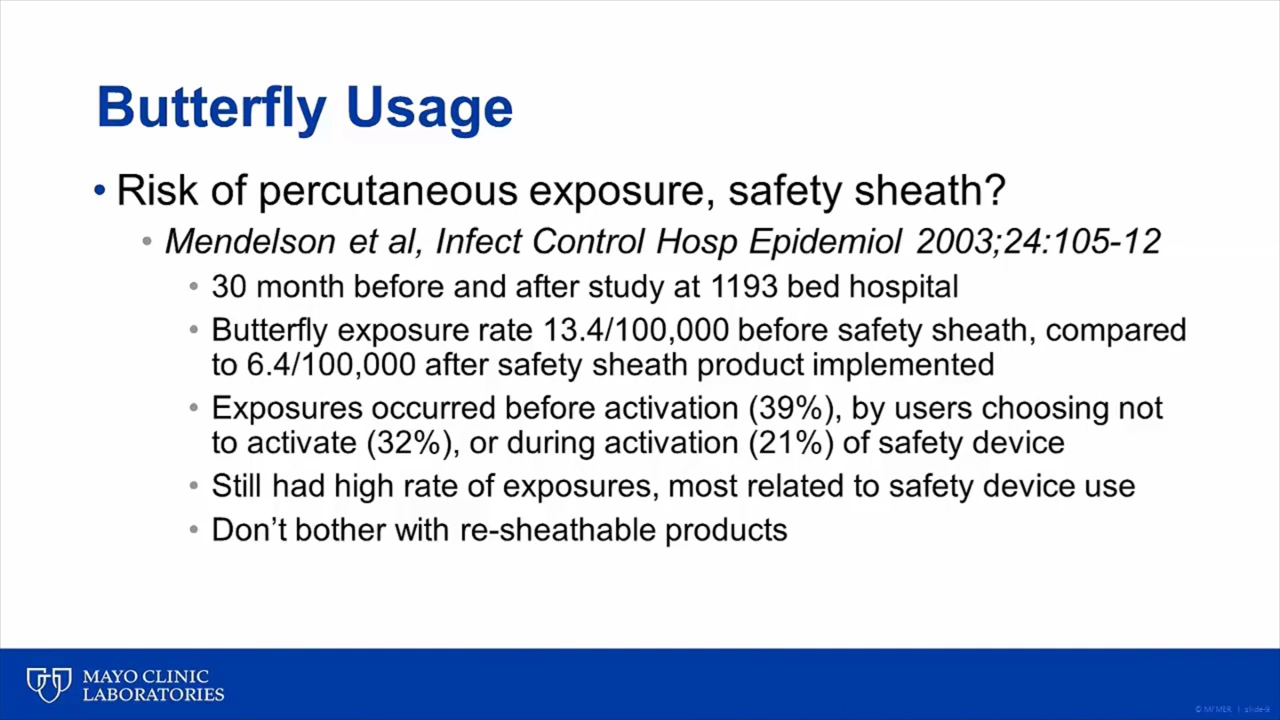 Butterfly Usage
• Risk of percutaneous exposure, safety sheath?
• Mendelson et al, Infect Control Hosp Epidemiol 2003;24:105-12
• 30 month before and after study at 1193 bed hospital
• Butterfly exposure rate 13.4/100,000 before safety sheath, compared
to 6.4/100,000 after safety sheath product implemented
• Exposures occurred before activation (39%), by users choosing not
to activate (32%), or during activation (21%) of safety device
• Still had high rate of exposures, most related to safety device use
• Don’t bother with re-sheathable products
MAYO CLINIC
LABORATORIES
© MFMER | slide-9